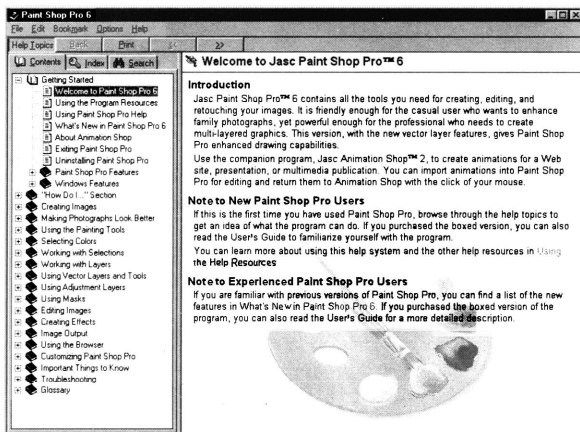 Paint Shop Pro 6
File Edit Bookmark Options Help
Help Topics Back Print << >>
Contents Index Search
Getting Started
Welcome to Paint Shop Pro 6
Using the Program Resources
Using Paint Shop Pro Help
What's New in Paint Shop Pro 6
About Animation Shop
Exiting Paint Shop Pro
Uninstalling Paint Shop Pro
Paint Shop Pro Features
Windows Features
"How Do I..." Section
Creating Images
Making Photographs Look Better
Using the Painting Tools
Selecting Colors
Working with Selections
Working with Layers
Using Vector Layers and Tools
Using Adjustment Layers
Using Masks
Editing Images
Creating Effects
Image Output
Using the Browser
Customizing Paint Shop Pro
Important Things to Know
Troubleshooting
Glossary
Welcome to Jasc Paint Shop Pro™ 6
Introduction
Jasc Paint Shop Pro™ 6 contains all the tools you need for creating, editing, and
retouching your images. It is friendly enough for the casual user who wants to enhance
family photographs, yet powerful enough for the professional who needs to create
multi-layered graphics. This version, with the new vector layer features, gives Paint Shop
Pro enhanced drawing capabilities.
Use the companion program, Jasc Animation Shop™ 2, to create animations for a Web
site, presentation, or multimedia publication. You can import animations into Paint Shop
Pro for editing and return them to Animation Shop with the click of your mouse.
Note to New Paint Shop Pro Users
If this is the first time you have used Paint Shop Pro, browse through the help topics to
get an idea of what the program can do. If you purchased the boxed version, you can also
read the User's Guide to familiarize yourself with the program.
You can learn more about using this help system and the other help resources in Using
the Help Resources
Note to Experienced Paint Shop Pro Users
If you are familiar with previous versions of Paint Shop Pro, you can find a list of the new
features in What's New in Paint Shop Pro 6. If you purchased the boxed version of the
program, you can also read the User's Guide for a more detailed description.